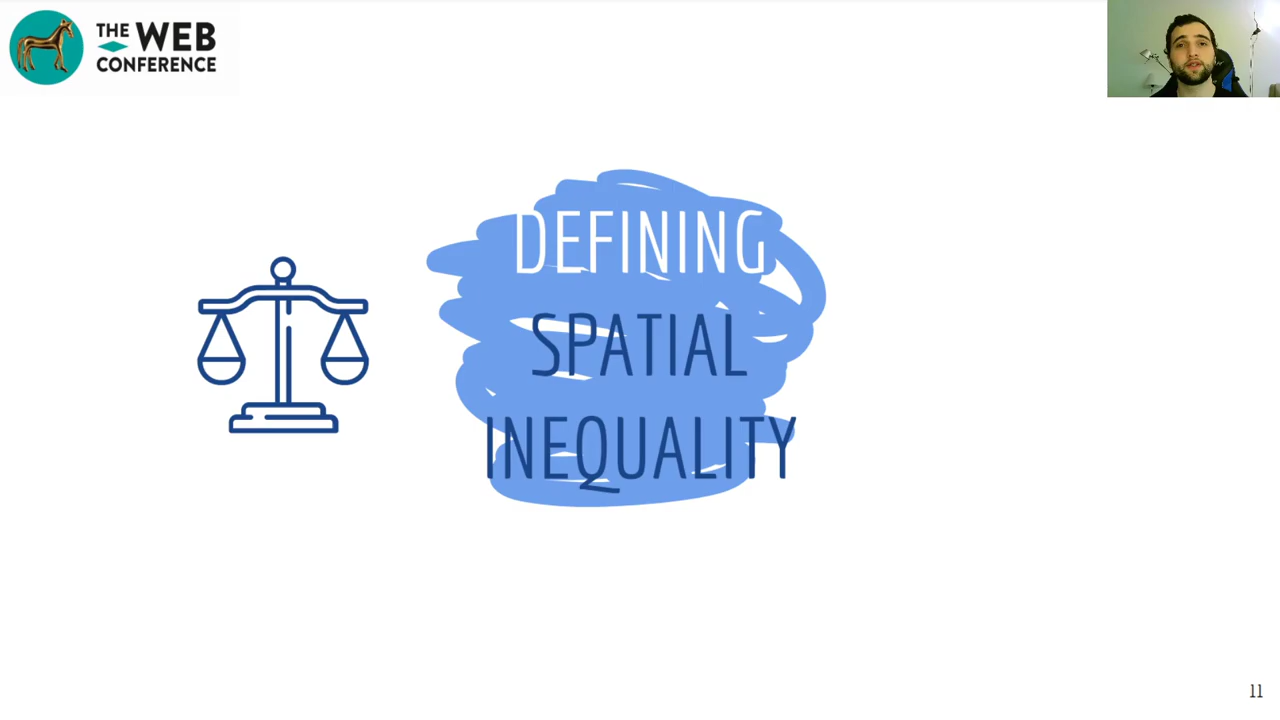 THE WEB
CONFERENCE
DEFINING
SPATIAL
INEQUALITY
11